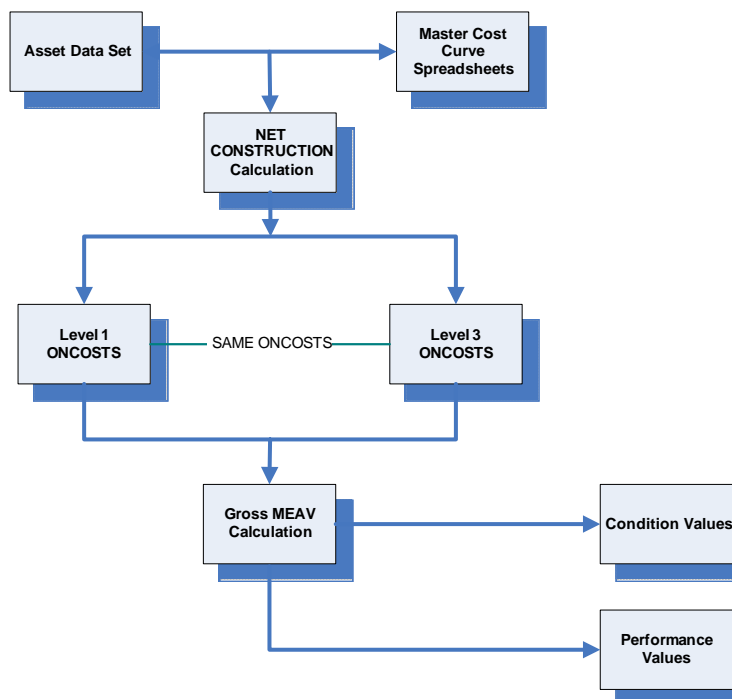 Asset Data Set
Master Cost
Curve
Spreadsheets
NET
CONSTRUCTION
Calculation
Level 1
ONCOSTS
SAME ONCOSTS
Level 3
ONCOSTS
Gross MEAV
Calculation
Condition Values
Performance
Values